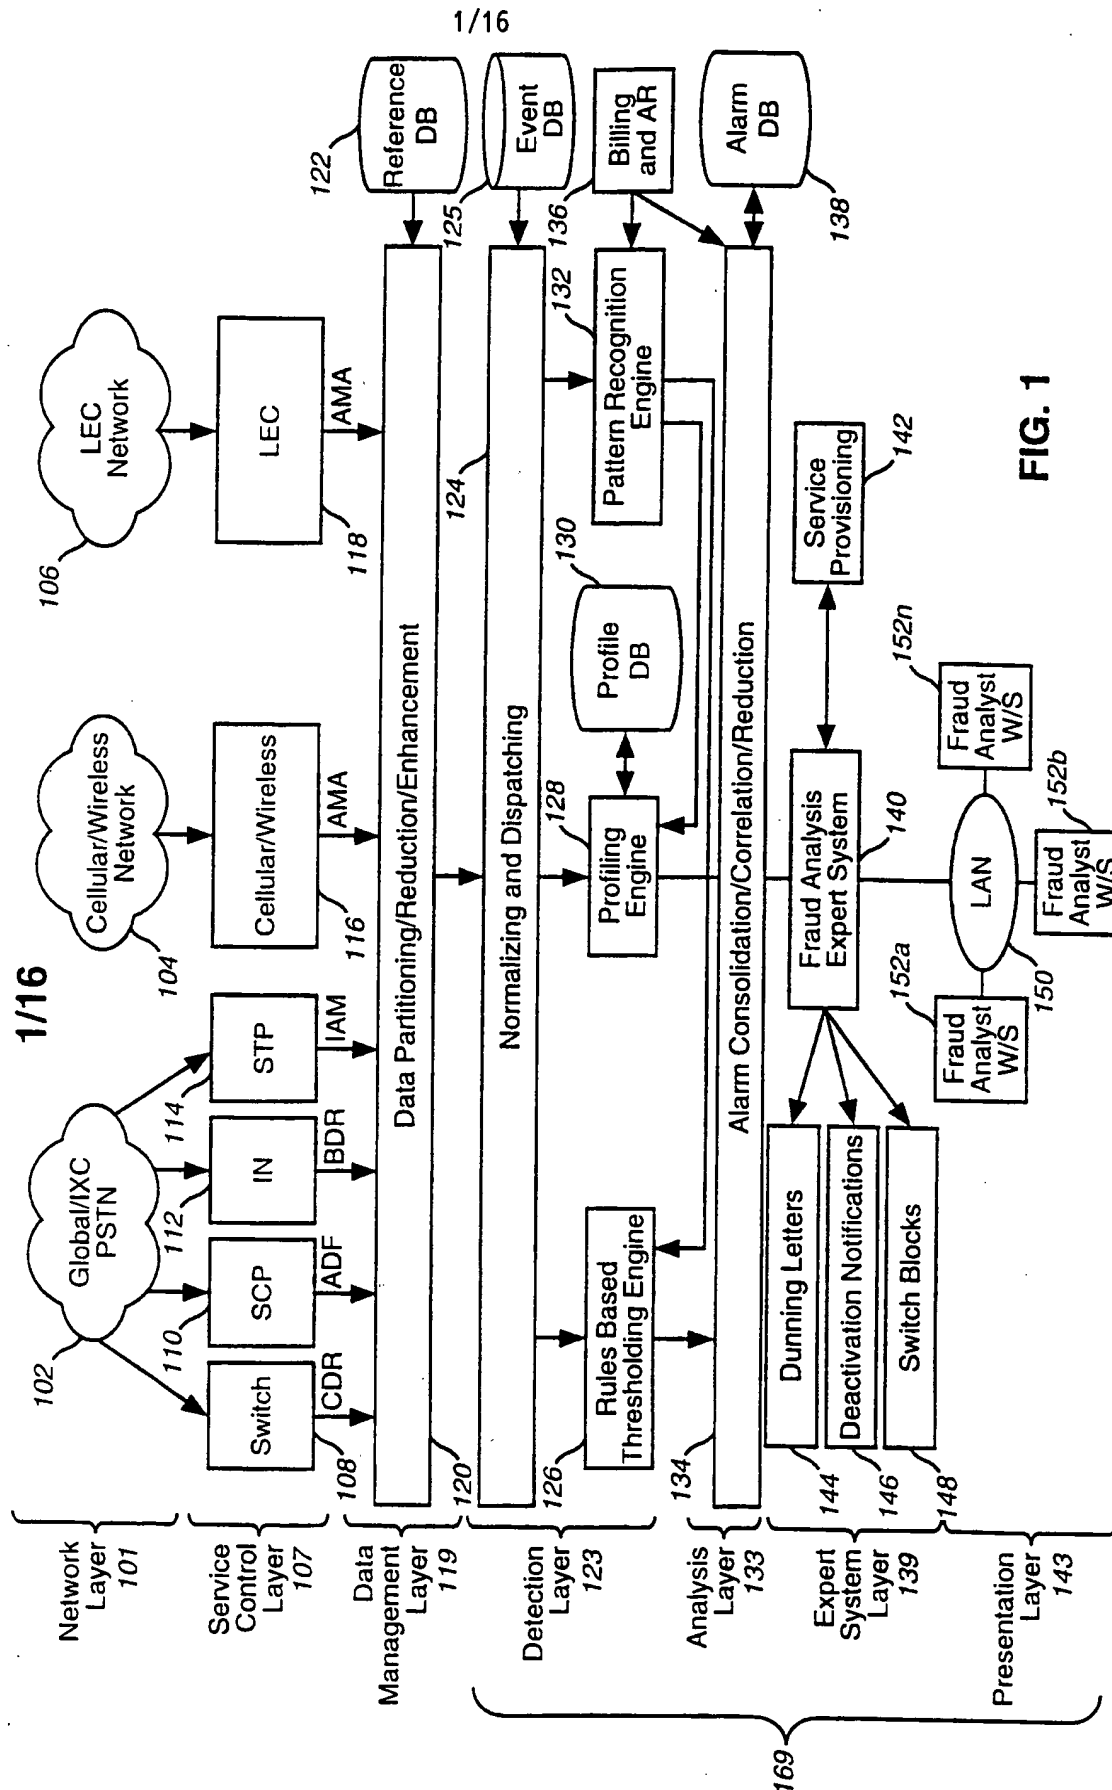 1/16
1/16
Network
Layer
101
Global/IXC
PSTN
102
Cellular/Wireless
Network
104
LEC
Network
106
Service
Control
Layer
107
Switch
108
CDR
SCP
110
ADF
IN
112
BDR
STP
114
IAM
Cellular/Wireless
116
AMA
LEC
118
AMA
Data
Management
Layer
119
Data Partitioning/Reduction/Enhancement
120
Reference
DB
122
Detection
Layer
123
Normalizing and Dispatching
124
Event
DB
125
Rules Based
Thresholding Engine
126
Profiling
Engine
128
Profile
DB
130
Pattern Recognition
Engine
132
Billing
and AR
136
Analysis
Layer
133
Alarm Consolidation/Correlation/Reduction
134
Alarm
DB
138
Expert
System
Layer
139
Dunning Letters
144
Deactivation Notifications
146
Switch Blocks
148
Fraud Analysis
Expert System
140
Service
Provisioning
142
Presentation
Layer
143
Fraud
Analyst
W/S
152a
LAN
150
Fraud
Analyst
W/S
152b
Fraud
Analyst
W/S
152n
169
FIG. 1